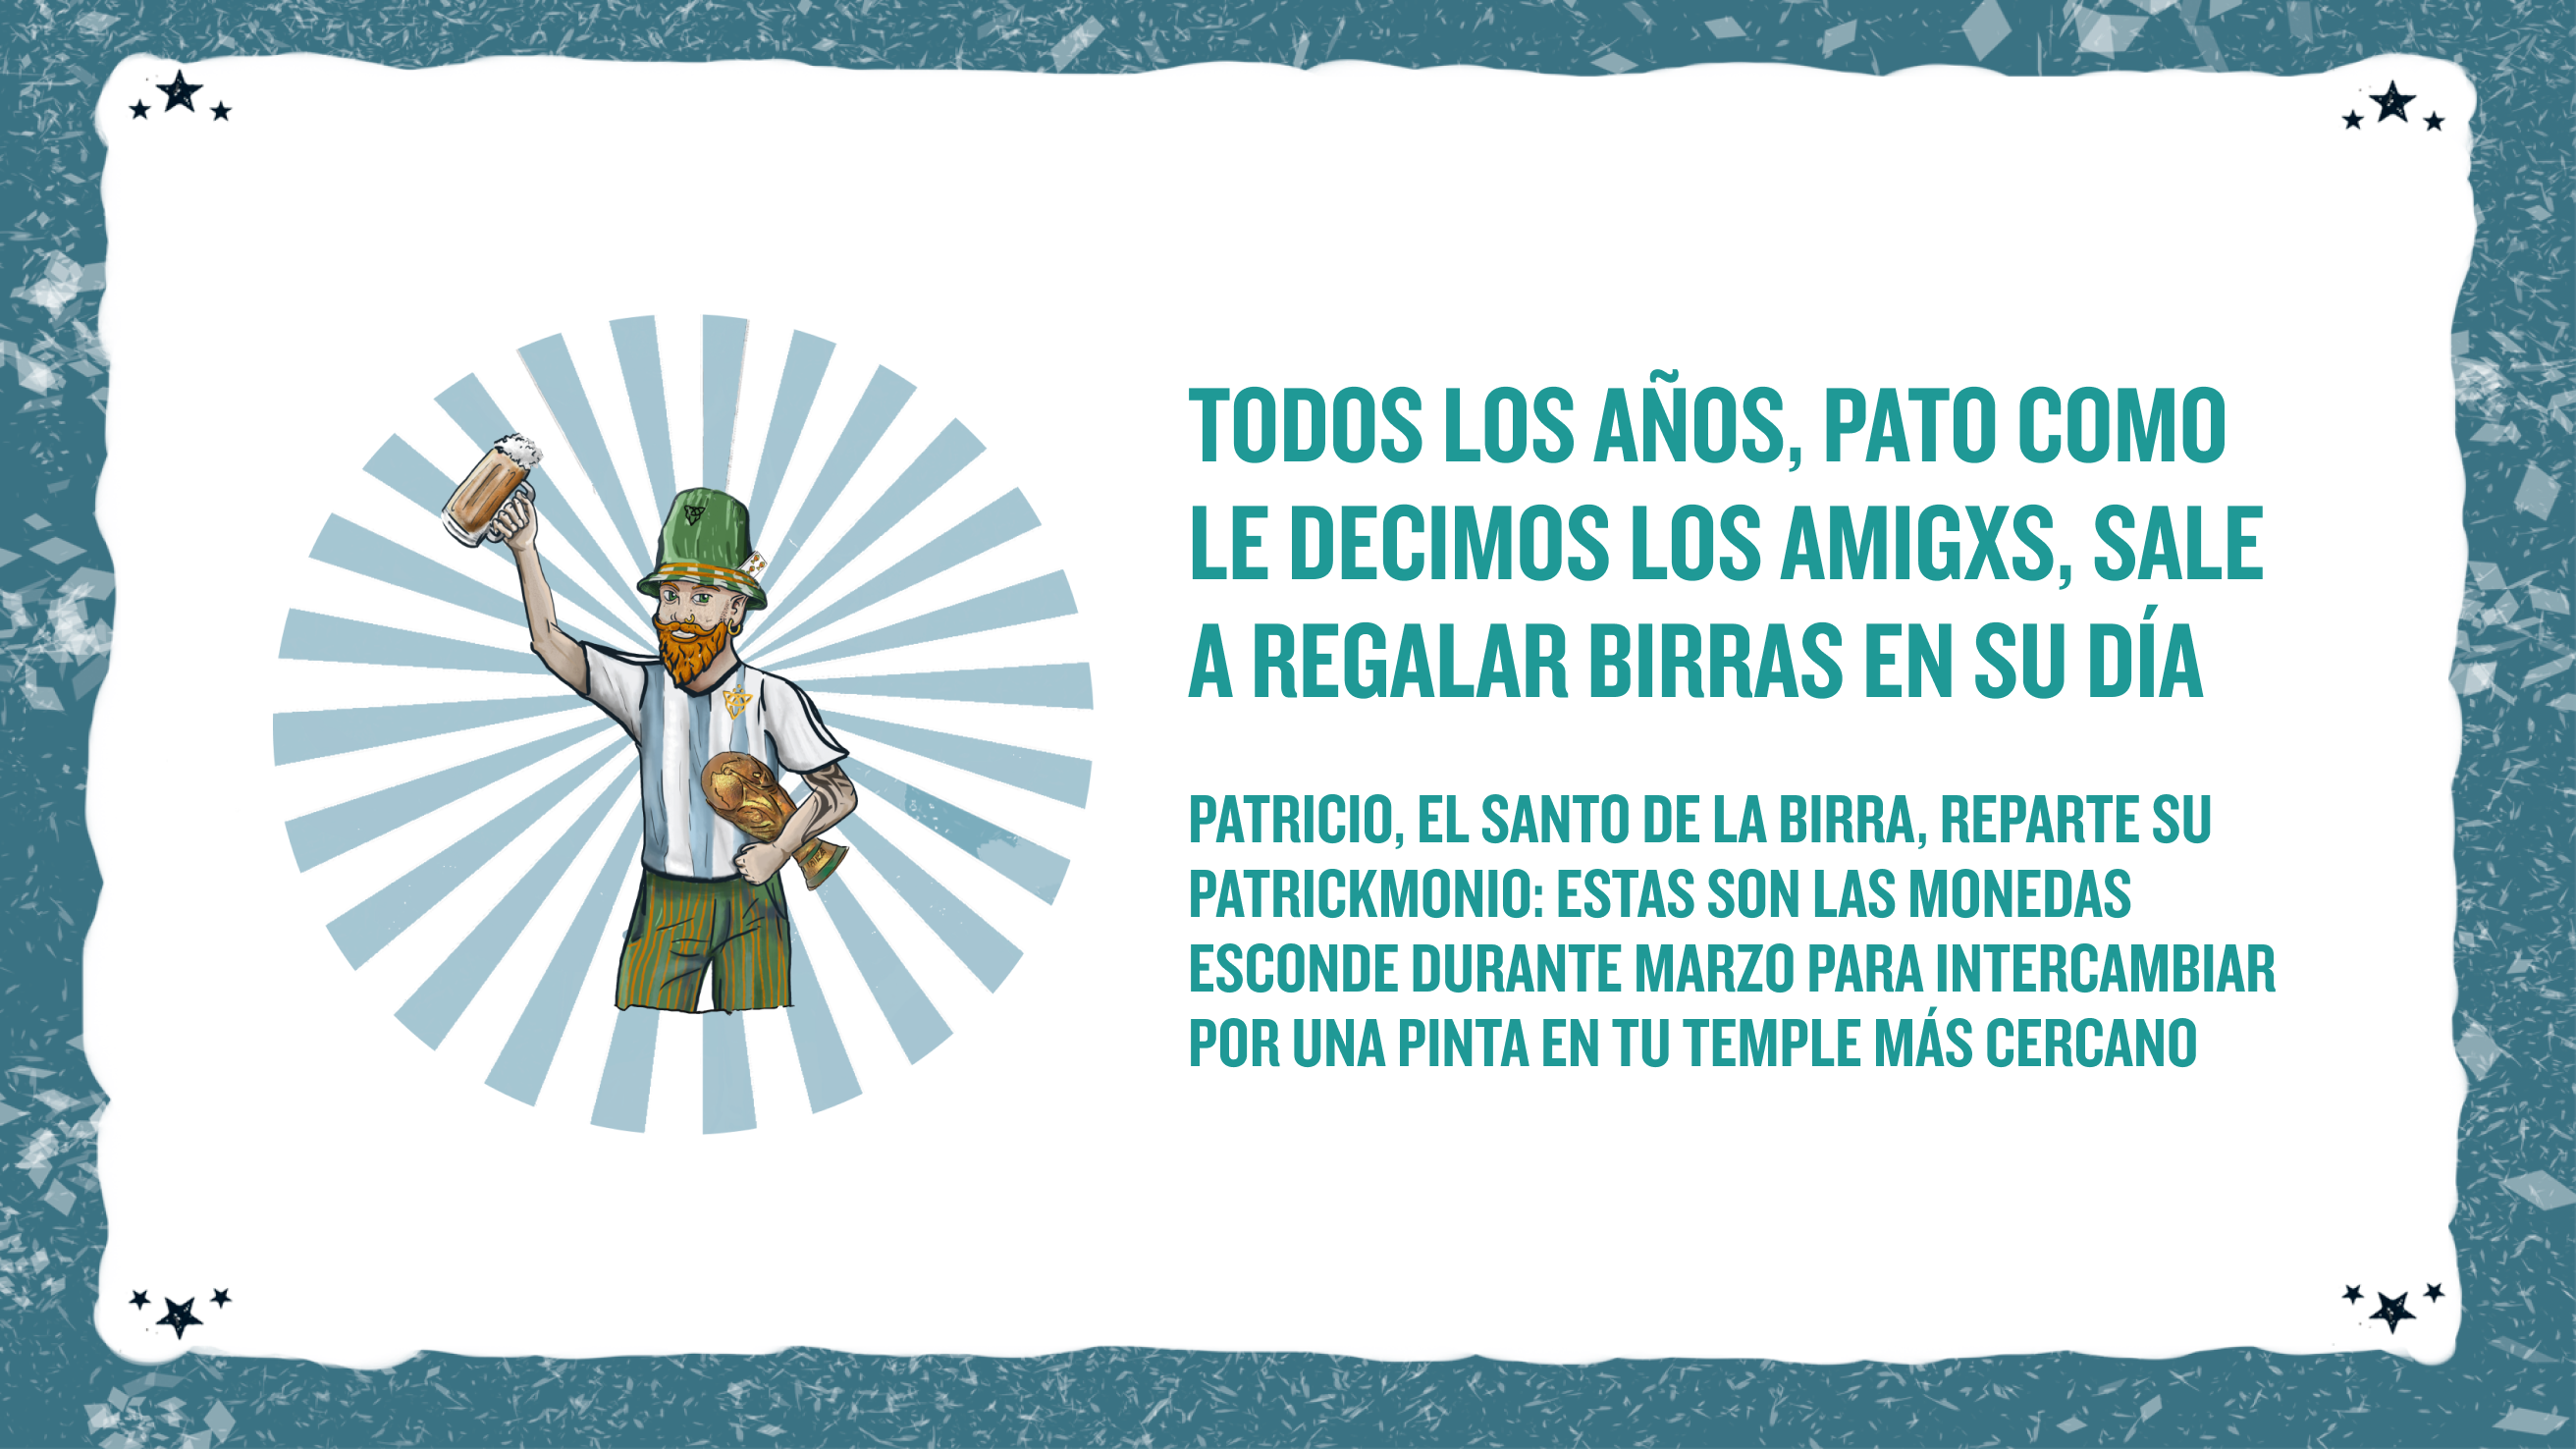 TODOS LOS AÑOS, PATO COMO
LE DECIMOS LOS AMIGXS, SALE
A REGALAR BIRRAS EN SU DÍA
PATRICIO, EL SANTO DE LA BIRRA, REPARTE SU
PATRICKMONIO: ESTAS SON LAS MONEDAS
ESCONDE DURANTE MARZO PARA INTERCAMBIAR
POR UNA PINTA EN TU TEMPLE MÁS CERCANO